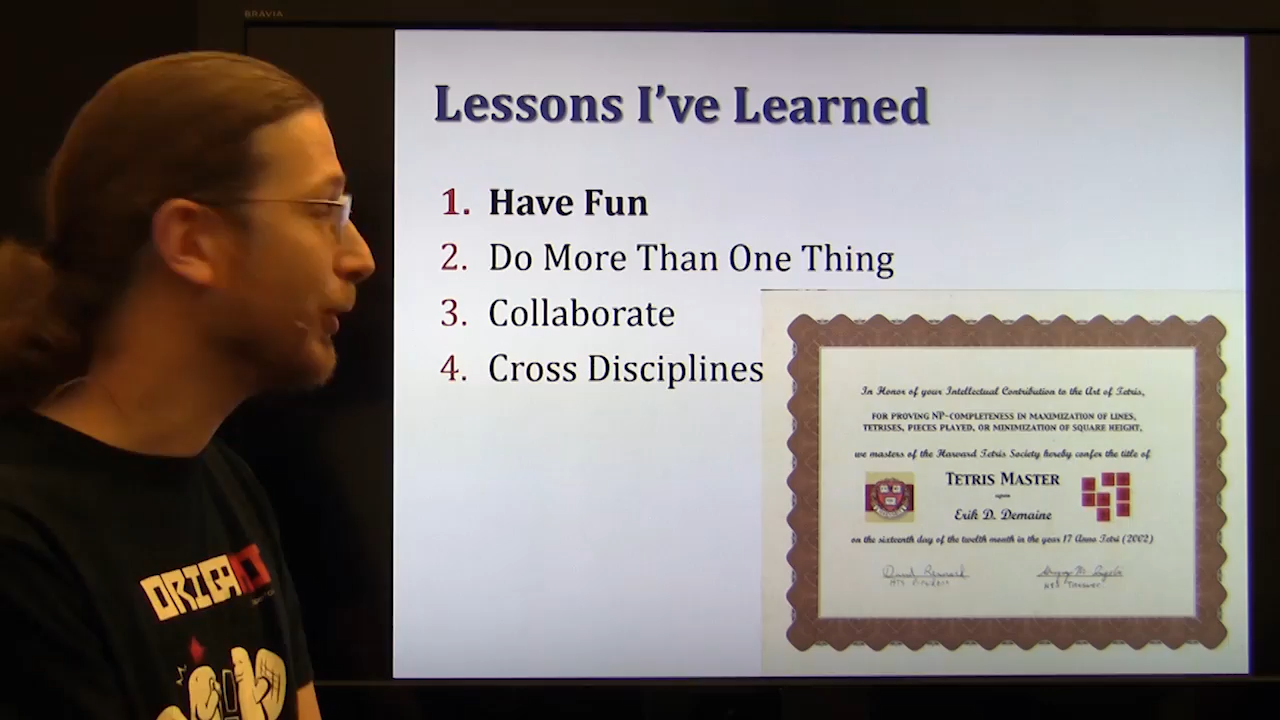 BRAVIA
Lessons I've Learned
1. Have Fun
2. Do More Than One Thing
3. Collaborate
4. Cross Disciplines
In Honor of your Intellectual Contribution to the Art of Tetris,
FOR PROVING NP-COMPLETENESS IN MAXIMIZATION OF LINES,
TETRISES, PIECES PLAYED, OR MINIMIZATION OF SQUARE HEIGHT,
we masters of the Harvard Tetris Society hereby confer the title of
TETRIS MASTER
upon
Erik D. Demaine
on the sixteenth day of the twelfth month in the year 17 Anno Tetri (2002)
ORIGAMI